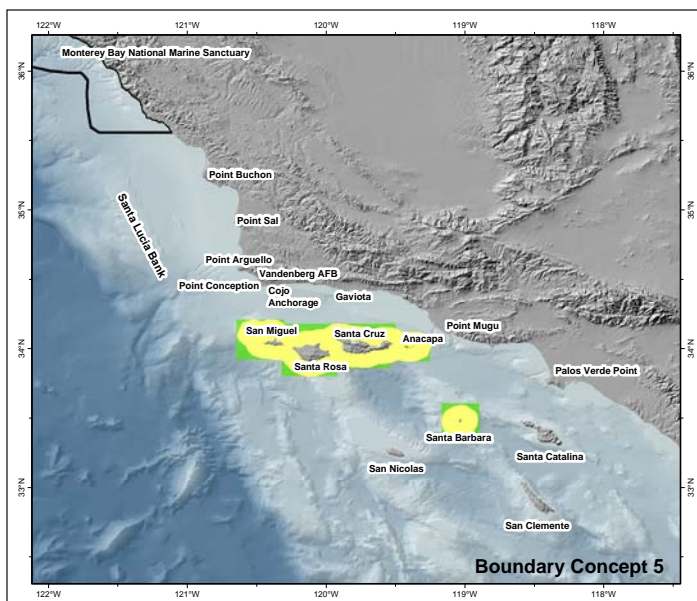 122°W 121°W 120°W 119°W 118°W
Monterey Bay National Marine Sanctuary
36°N 36°N
Point Buchon
35°N 35°N
Santa Lucia Bank
Point Sal
Point Arguello
Vandenberg AFB
Point Conception
Cojo
Anchorage
Gaviota
Point Mugu
San Miguel
Santa Cruz
Anacapa
34°N 34°N
Santa Rosa
Palos Verde Point
Santa Barbara
Santa Catalina
San Nicolas
33°N 33°N
San Clemente
Boundary Concept 5
122°W 121°W 120°W 119°W 118°W